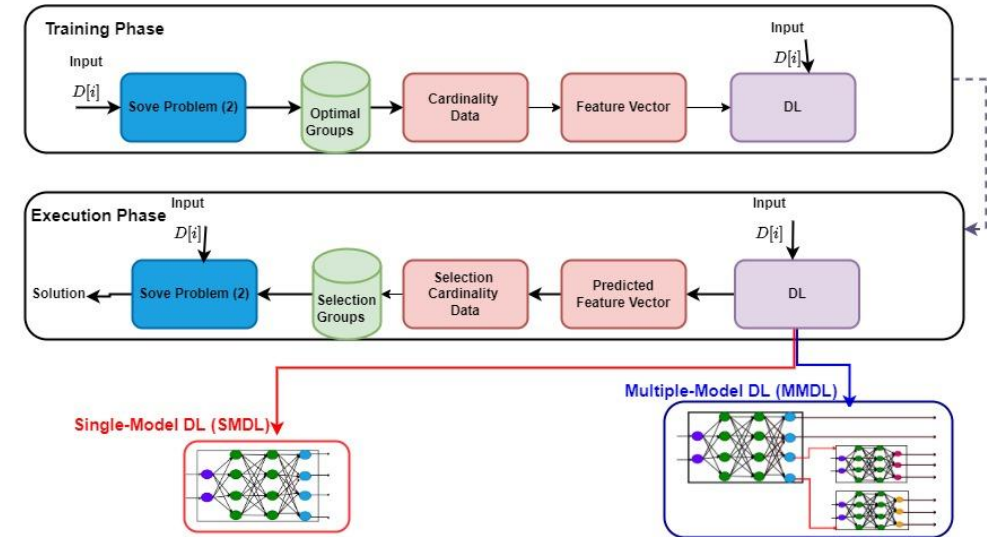 Training Phase
Input
D[i]
Sove Problem (2)
Optimal
Groups
Cardinality
Data
Feature Vector
Input
D[i]
DL
Execution Phase
Input
D[i]
Input
D[i]
Solution
Sove Problem (2)
Selection
Groups
Selection
Cardinality
Data
Predicted
Feature Vector
DL
Single-Model DL (SMDL)
Multiple-Model DL (MMDL)